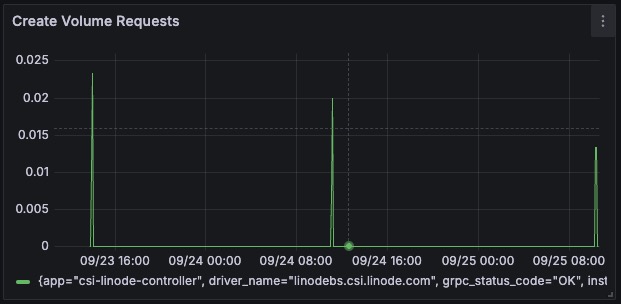 Create Volume Requests
0.025
0.02
0.015
0.01
0.005
0
09/23 16:00 09/24 00:00 09/24 08:00 09/24 16:00 09/25 00:00 09/25 08:00
{app="csi-linode-controller", driver_name="linodebs.csi.linode.com", grpc_status_code="OK", inst